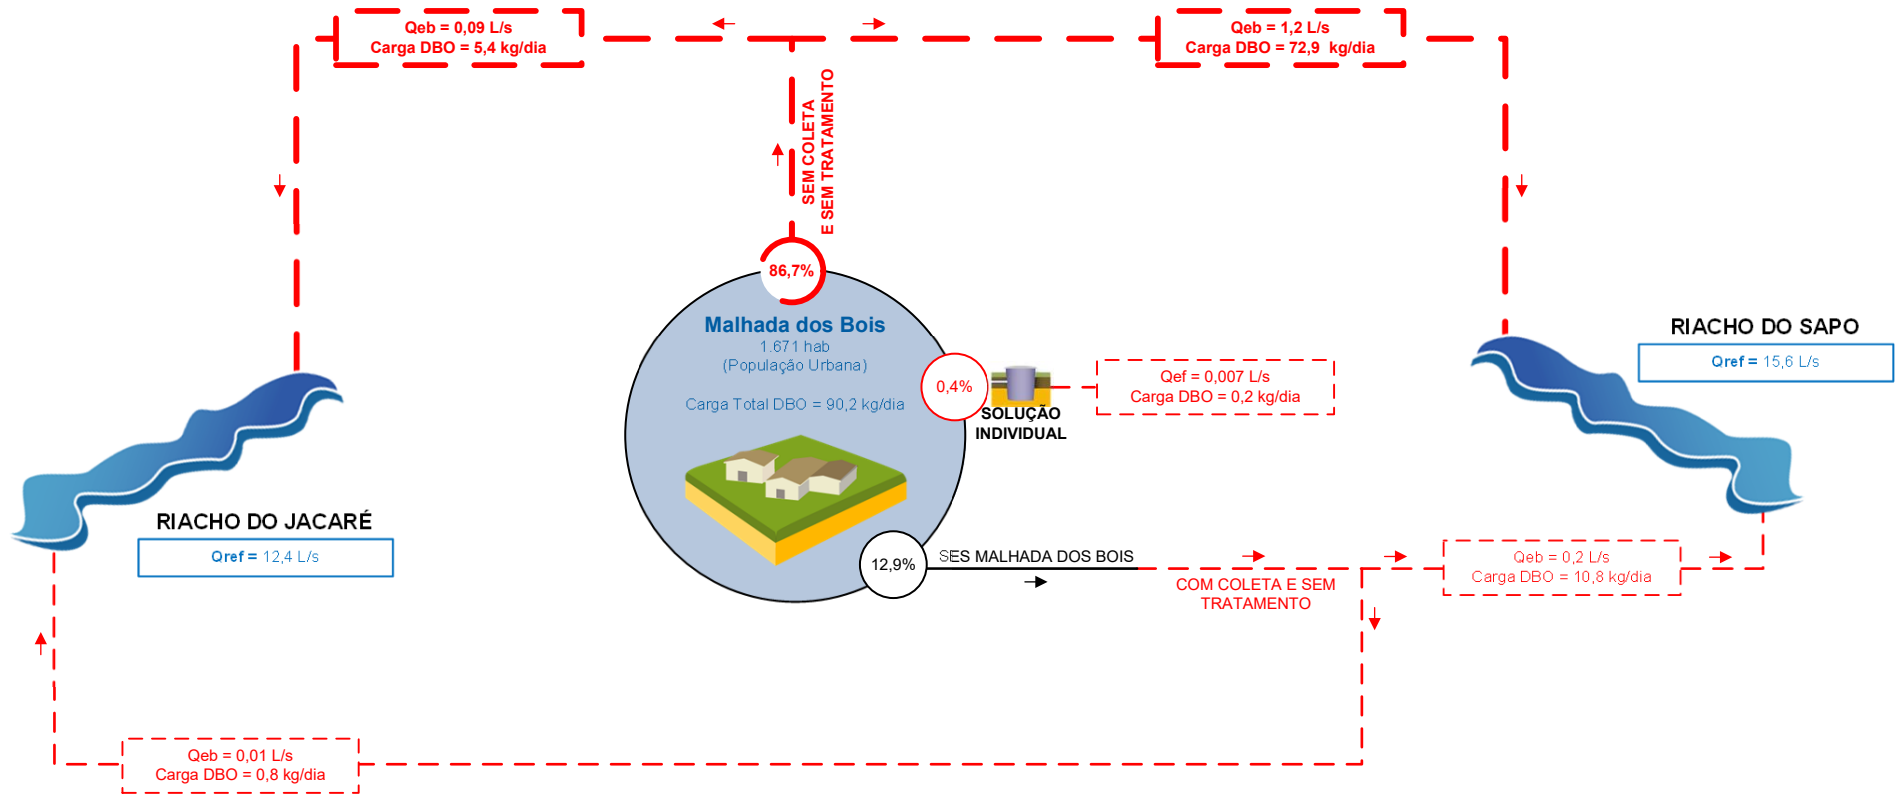 Qeb = 0,09 L/s
Carga DBO = 5,4 kg/dia
Qeb = 1,2 L/s
Carga DBO = 72,9 kg/dia
SEM COLETA
E SEM TRATAMENTO
86,7%
Malhada dos Bois
1.671 hab
(População Urbana)
Carga Total DBO = 90,2 kg/dia
0,4%
SOLUÇÃO
INDIVIDUAL
Qef = 0,007 L/s
Carga DBO = 0,2 kg/dia
RIACHO DO SAPO
Qref = 15,6 L/s
RIACHO DO JACARÉ
Qref = 12,4 L/s
12,9%
SES MALHADA DOS BOIS
COM COLETA E SEM
TRATAMENTO
Qeb = 0,2 L/s
Carga DBO = 10,8 kg/dia
Qeb = 0,01 L/s
Carga DBO = 0,8 kg/dia